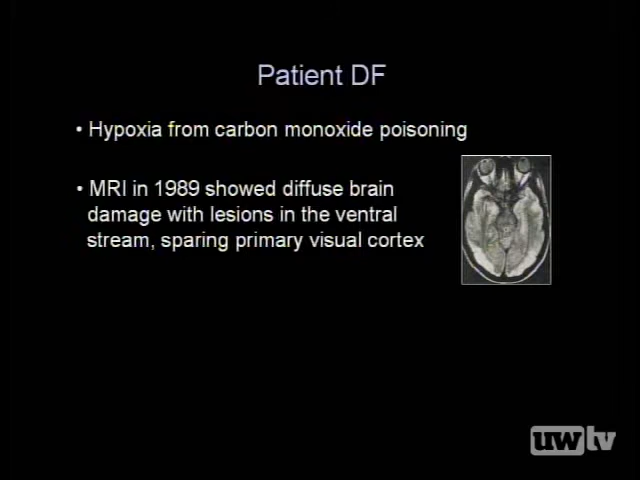 Patient DF
• Hypoxia from carbon monoxide poisoning
• MRI in 1989 showed diffuse brain
damage with lesions in the ventral
stream, sparing primary visual cortex
uwtv